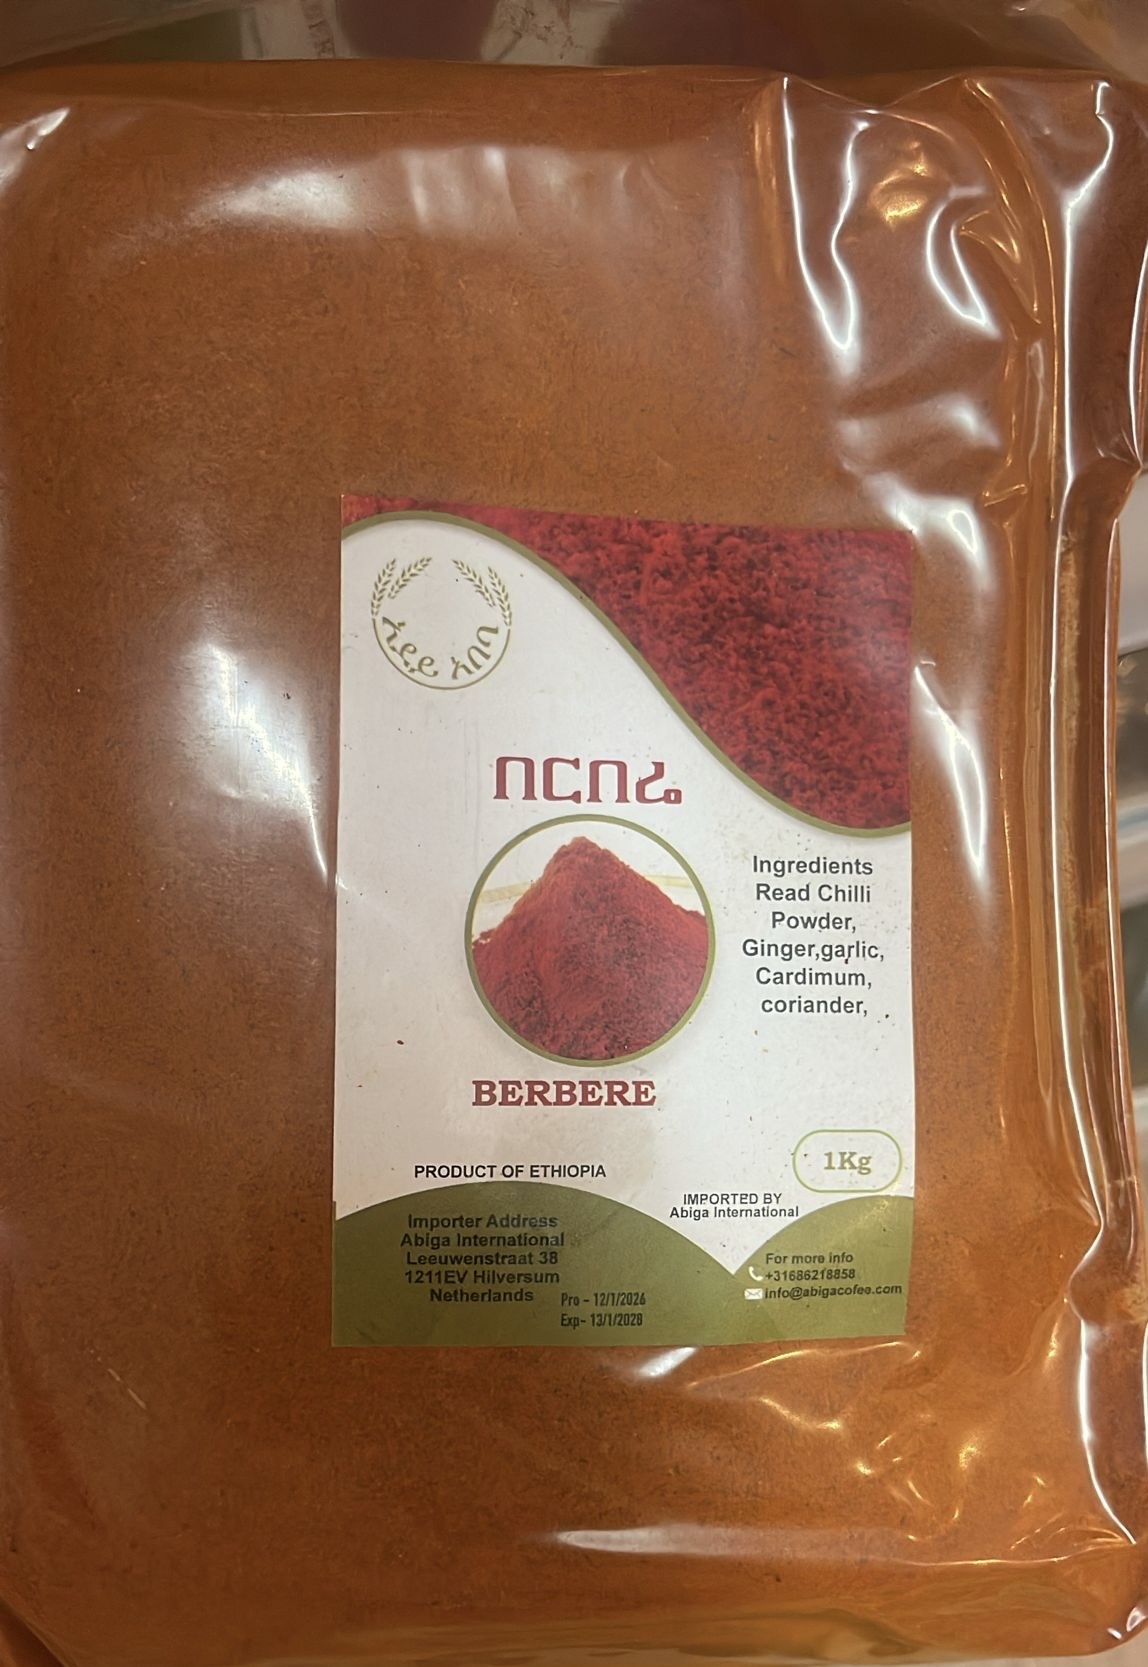 አደይ አበባ
በርበሬ
Ingredients
Read Chilli
Powder,
Ginger,garlic,
Cardimum,
coriander,
BERBERE
1Kg
PRODUCT OF ETHIOPIA
IMPORTED BY
Abiga International
Importer Address
Abiga International
Leeuwenstraat 38
1211EV Hilversum
Netherlands
Pro - 12/1/2026
Exp- 13/1/2028
For more info
+31686218858
info@abigacofee.com